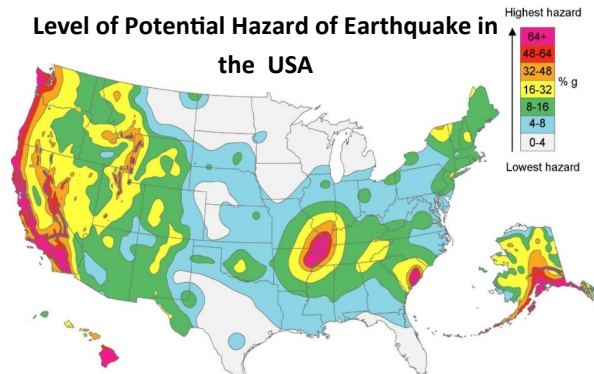 Level of Potential Hazard of Earthquake in
the USA
Highest hazard
64+
48-64
32-48
16-32
8-16
4-8
0-4
% g
Lowest hazard